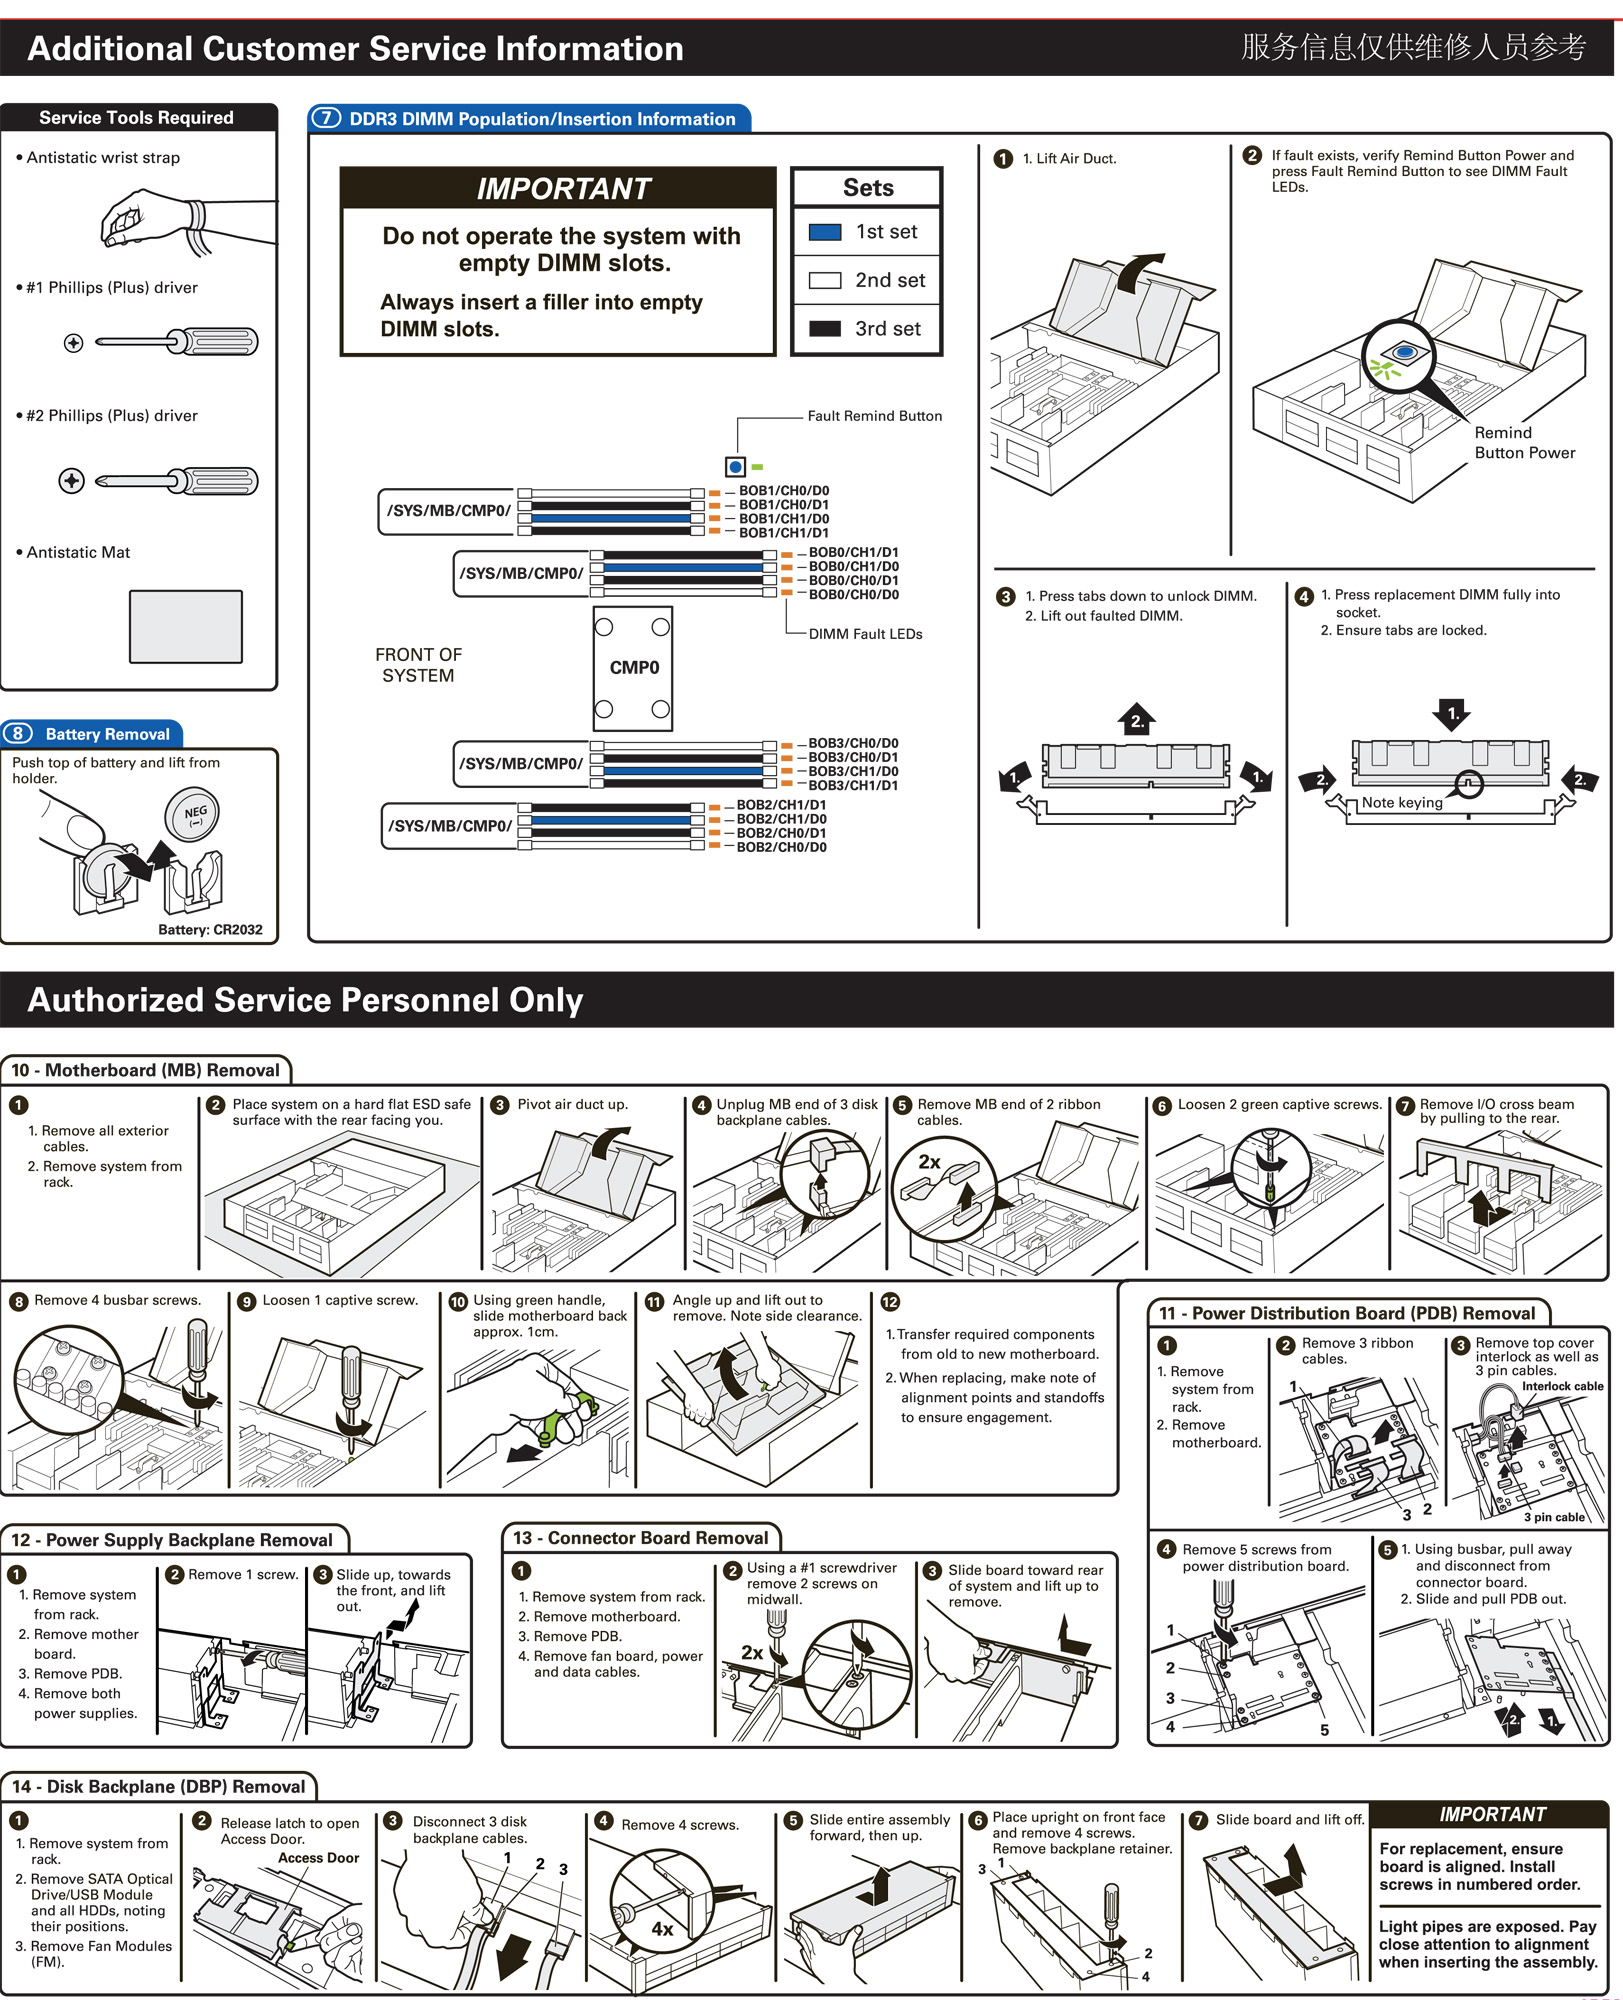 Additional Customer Service Information
服务信息仅供维修人员参考
Service Tools Required
• Antistatic wrist strap
• #1 Phillips (Plus) driver
• #2 Phillips (Plus) driver
• Antistatic Mat
8 Battery Removal
Push top of battery and lift from
holder.
NEG
(–)
Battery: CR2032
7 DDR3 DIMM Population/Insertion Information
IMPORTANT
Do not operate the system with
empty DIMM slots.
Always insert a filler into empty
DIMM slots.
Sets
1st set
2nd set
3rd set
Fault Remind Button
/SYS/MB/CMP0/
BOB1/CH0/D0
BOB1/CH0/D1
BOB1/CH1/D0
BOB1/CH1/D1
/SYS/MB/CMP0/
BOB0/CH1/D1
BOB0/CH1/D0
BOB0/CH0/D1
BOB0/CH0/D0
DIMM Fault LEDs
FRONT OF
SYSTEM
CMP0
/SYS/MB/CMP0/
BOB3/CH0/D0
BOB3/CH0/D1
BOB3/CH1/D0
BOB3/CH1/D1
/SYS/MB/CMP0/
BOB2/CH1/D1
BOB2/CH1/D0
BOB2/CH0/D1
BOB2/CH0/D0
1 1. Lift Air Duct.
2 If fault exists, verify Remind Button Power and
press Fault Remind Button to see DIMM Fault
LEDs.
Remind
Button Power
3 1. Press tabs down to unlock DIMM.
2. Lift out faulted DIMM.
2.
1.
1.
4 1. Press replacement DIMM fully into
socket.
2. Ensure tabs are locked.
1.
2.
2.
Note keying
Authorized Service Personnel Only
10 - Motherboard (MB) Removal
1
1. Remove all exterior
cables.
2. Remove system from
rack.
2 Place system on a hard flat ESD safe
surface with the rear facing you.
3 Pivot air duct up.
4 Unplug MB end of 3 disk
backplane cables.
5 Remove MB end of 2 ribbon
cables.
2x
6 Loosen 2 green captive screws.
7 Remove I/O cross beam
by pulling to the rear.
8 Remove 4 busbar screws.
9 Loosen 1 captive screw.
10 Using green handle,
slide motherboard back
approx. 1cm.
11 Angle up and lift out to
remove. Note side clearance.
12
1. Transfer required components
from old to new motherboard.
2. When replacing, make note of
alignment points and standoffs
to ensure engagement.
11 - Power Distribution Board (PDB) Removal
1
1. Remove
system from
rack.
2. Remove
motherboard.
2 Remove 3 ribbon
cables.
1
3 2
3 Remove top cover
interlock as well as
3 pin cables.
Interlock cable
3 pin cable
4 Remove 5 screws from
power distribution board.
1
2
3
4
5
5 1. Using busbar, pull away
and disconnect from
connector board.
2. Slide and pull PDB out.
2.
1.
12 - Power Supply Backplane Removal
1
1. Remove system
from rack.
2. Remove mother
board.
3. Remove PDB.
4. Remove both
power supplies.
2 Remove 1 screw.
3 Slide up, towards
the front, and lift
out.
13 - Connector Board Removal
1
1. Remove system from rack.
2. Remove motherboard.
3. Remove PDB.
4. Remove fan board, power
and data cables.
2 Using a #1 screwdriver
remove 2 screws on
midwall.
2x
3 Slide board toward rear
of system and lift up to
remove.
14 - Disk Backplane (DBP) Removal
1
1. Remove system from
rack.
2. Remove SATA Optical
Drive/USB Module
and all HDDs, noting
their positions.
3. Remove Fan Modules
(FM).
2 Release latch to open
Access Door.
Access Door
3 Disconnect 3 disk
backplane cables.
1
2
3
4 Remove 4 screws.
4x
5 Slide entire assembly
forward, then up.
6 Place upright on front face
and remove 4 screws.
Remove backplane retainer.
3 1
2
4
7 Slide board and lift off.
IMPORTANT
For replacement, ensure
board is aligned. Install
screws in numbered order.
Light pipes are exposed. Pay
close attention to alignment
when inserting the assembly.